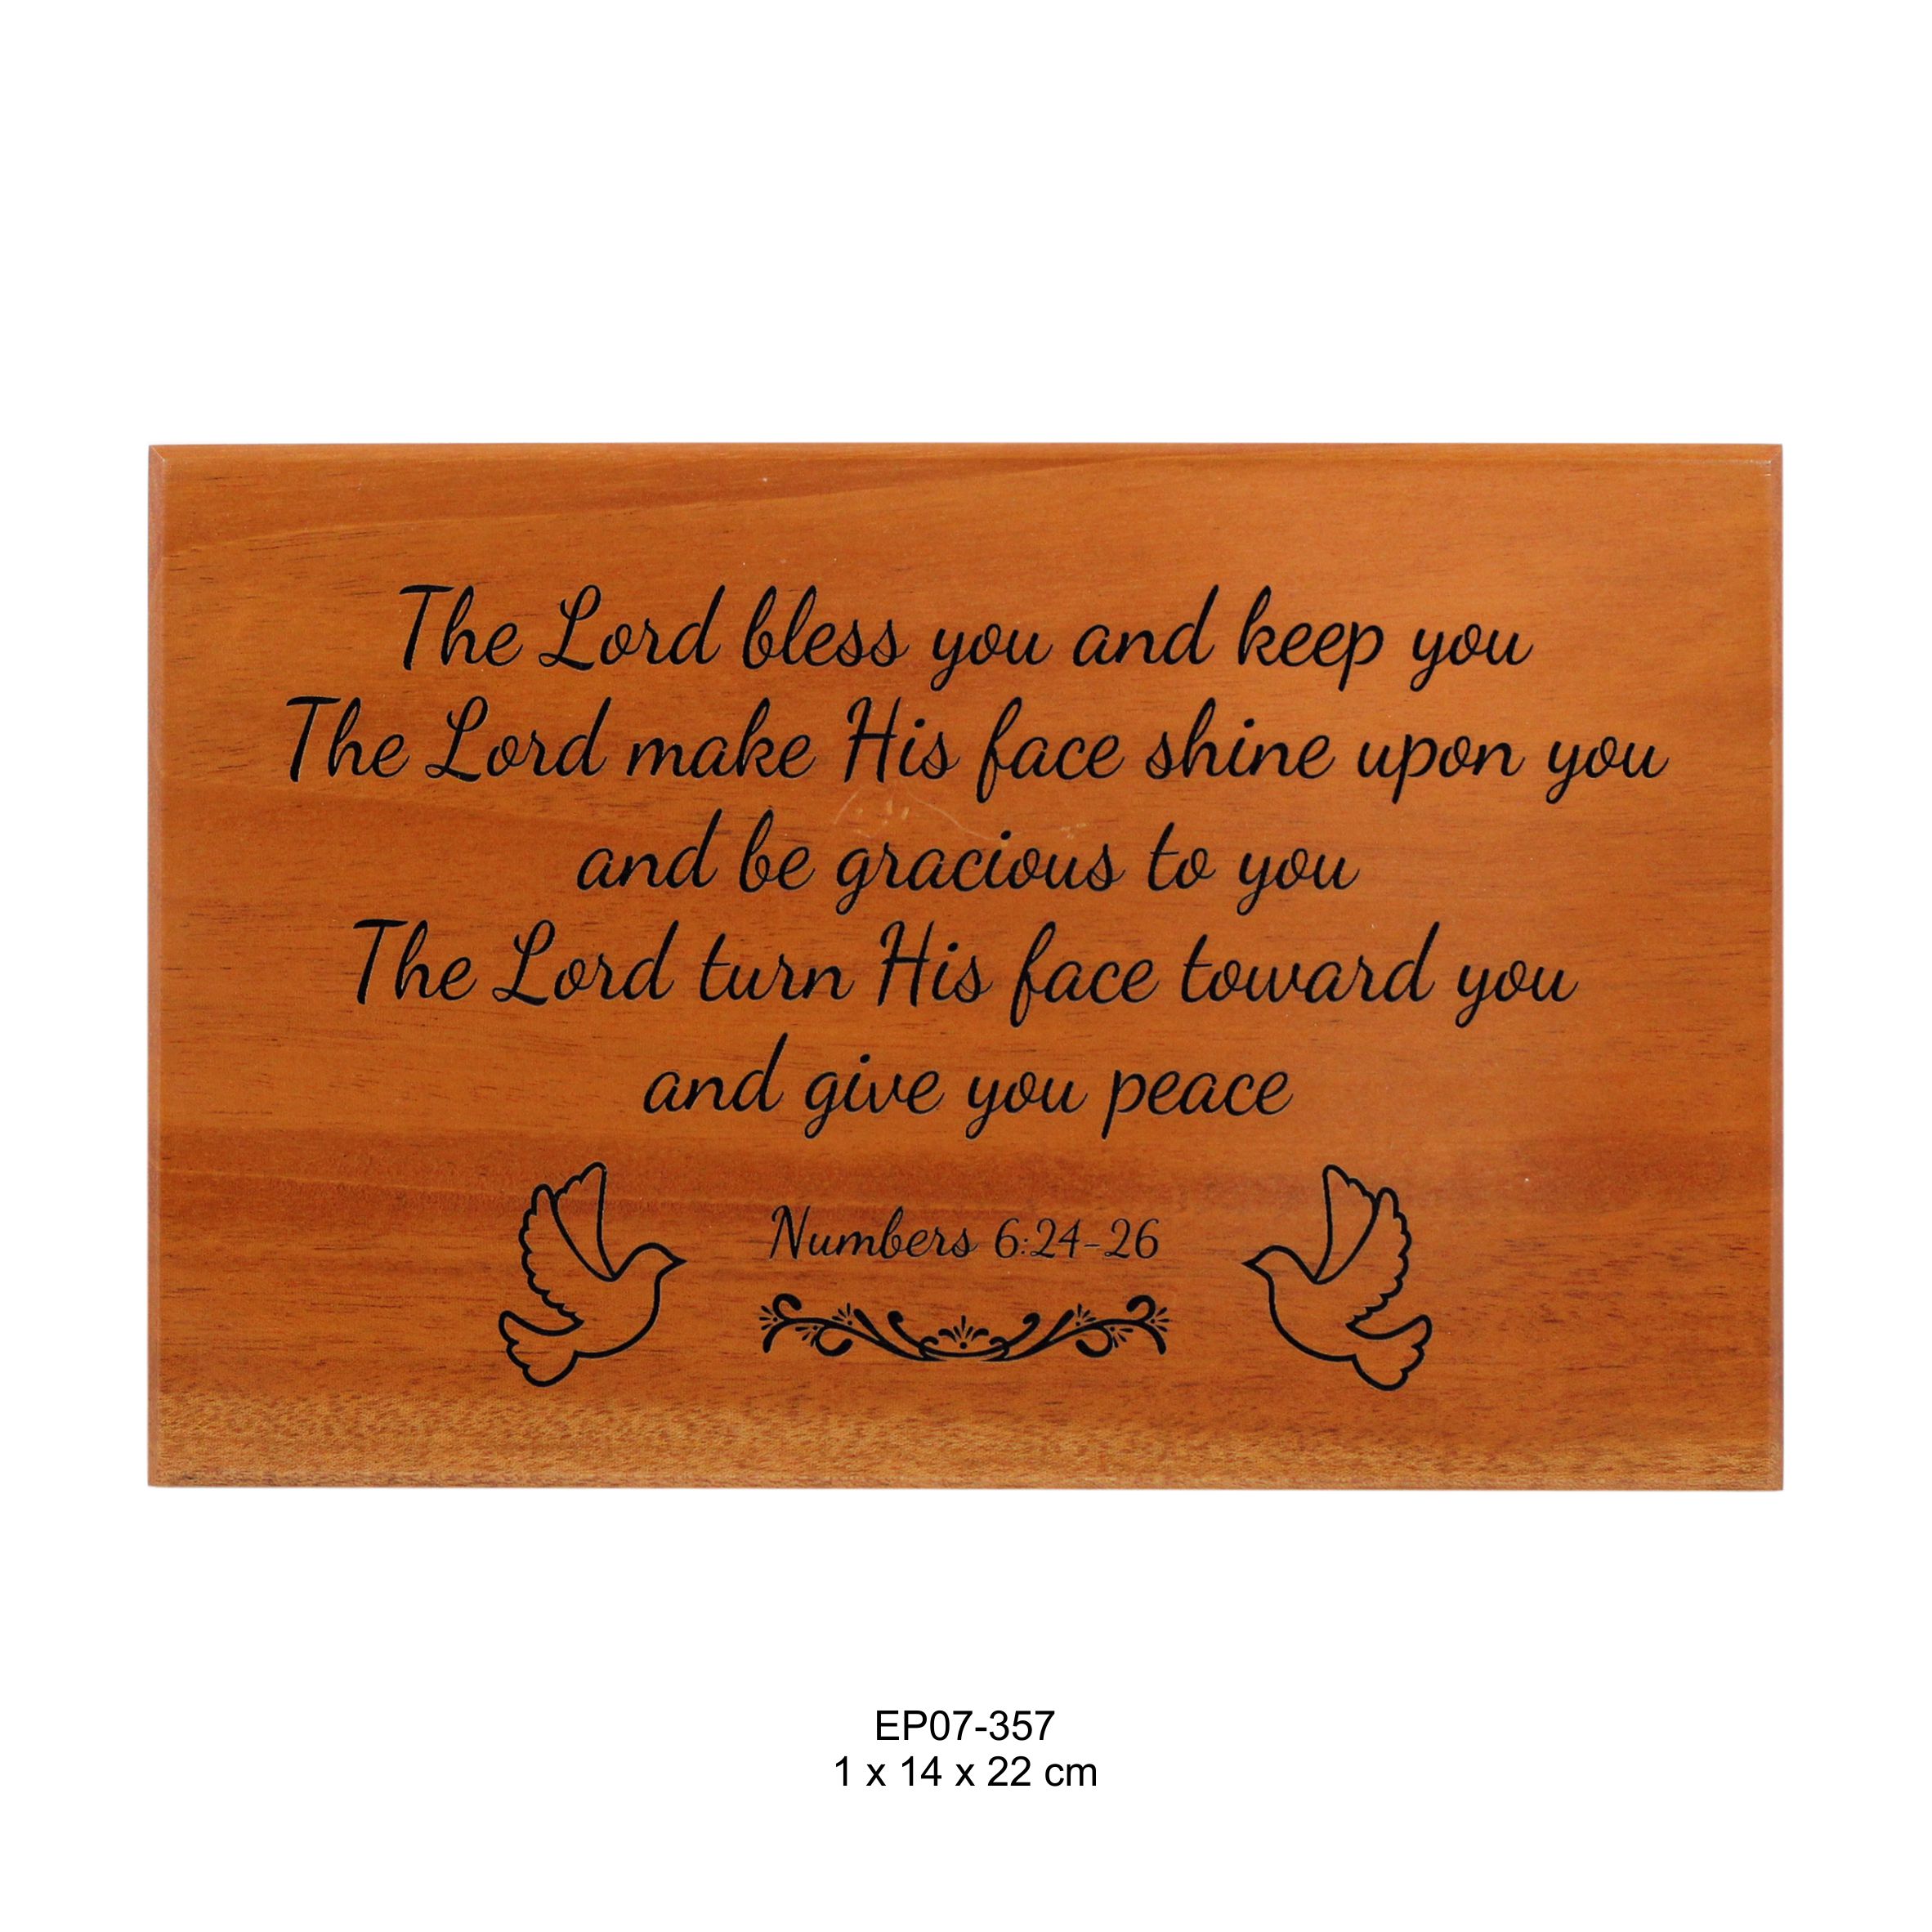 The Lord bless you and keep you
The Lord make His face shine upon you
and be gracious to you
The Lord turn His face toward you
and give you peace
Numbers 6:24-26
EP07-357
1 x 14 x 22 cm